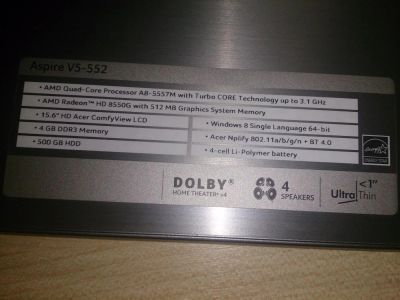 Aspire V5-552
• AMD Quad-Core Processor A8-5557M with Turbo CORE Technology up to 3.1 GHz
• AMD Radeon™ HD 8550G with 512 MB Graphics System Memory
• 15.6" HD Acer ComfyView LCD
• 4 GB DDR3 Memory
• 500 GB HDD
• Windows 8 Single Language 64-bit
• Acer Nplify 802.11a/b/g/n + BT 4.0
• 4-cell Li-Polymer battery
DOLBY®
HOME THEATER® v4
4
SPEAKERS
<1"
UltraThin